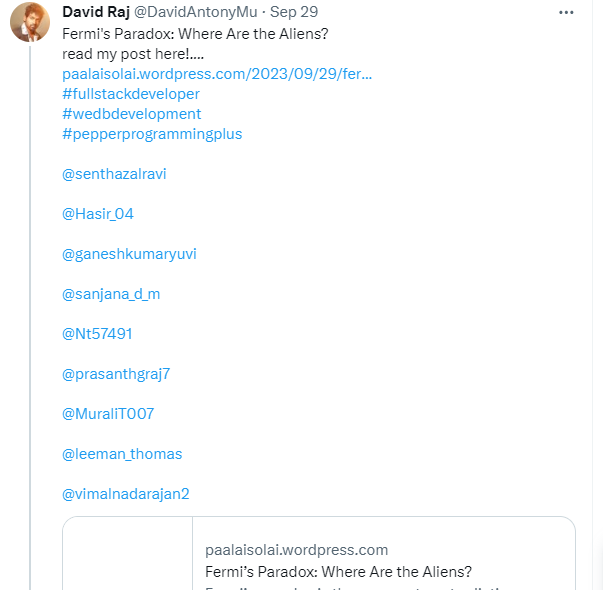 David Raj @DavidAntonyMu · Sep 29
Fermi's Paradox: Where Are the Aliens?
read my post here!....
paalaisolai.wordpress.com/2023/09/29/fer...
#fullstackdeveloper
#wedbdevelopment
#pepperprogrammingplus
@senthazalravi
@Hasir_04
@ganeshkumaryuvi
@sanjana_d_m
@Nt57491
@prasanthgraj7
@MuraliT007
@leeman_thomas
@vimalnadarajan2
paalaisolai.wordpress.com
Fermi's Paradox: Where Are the Aliens?